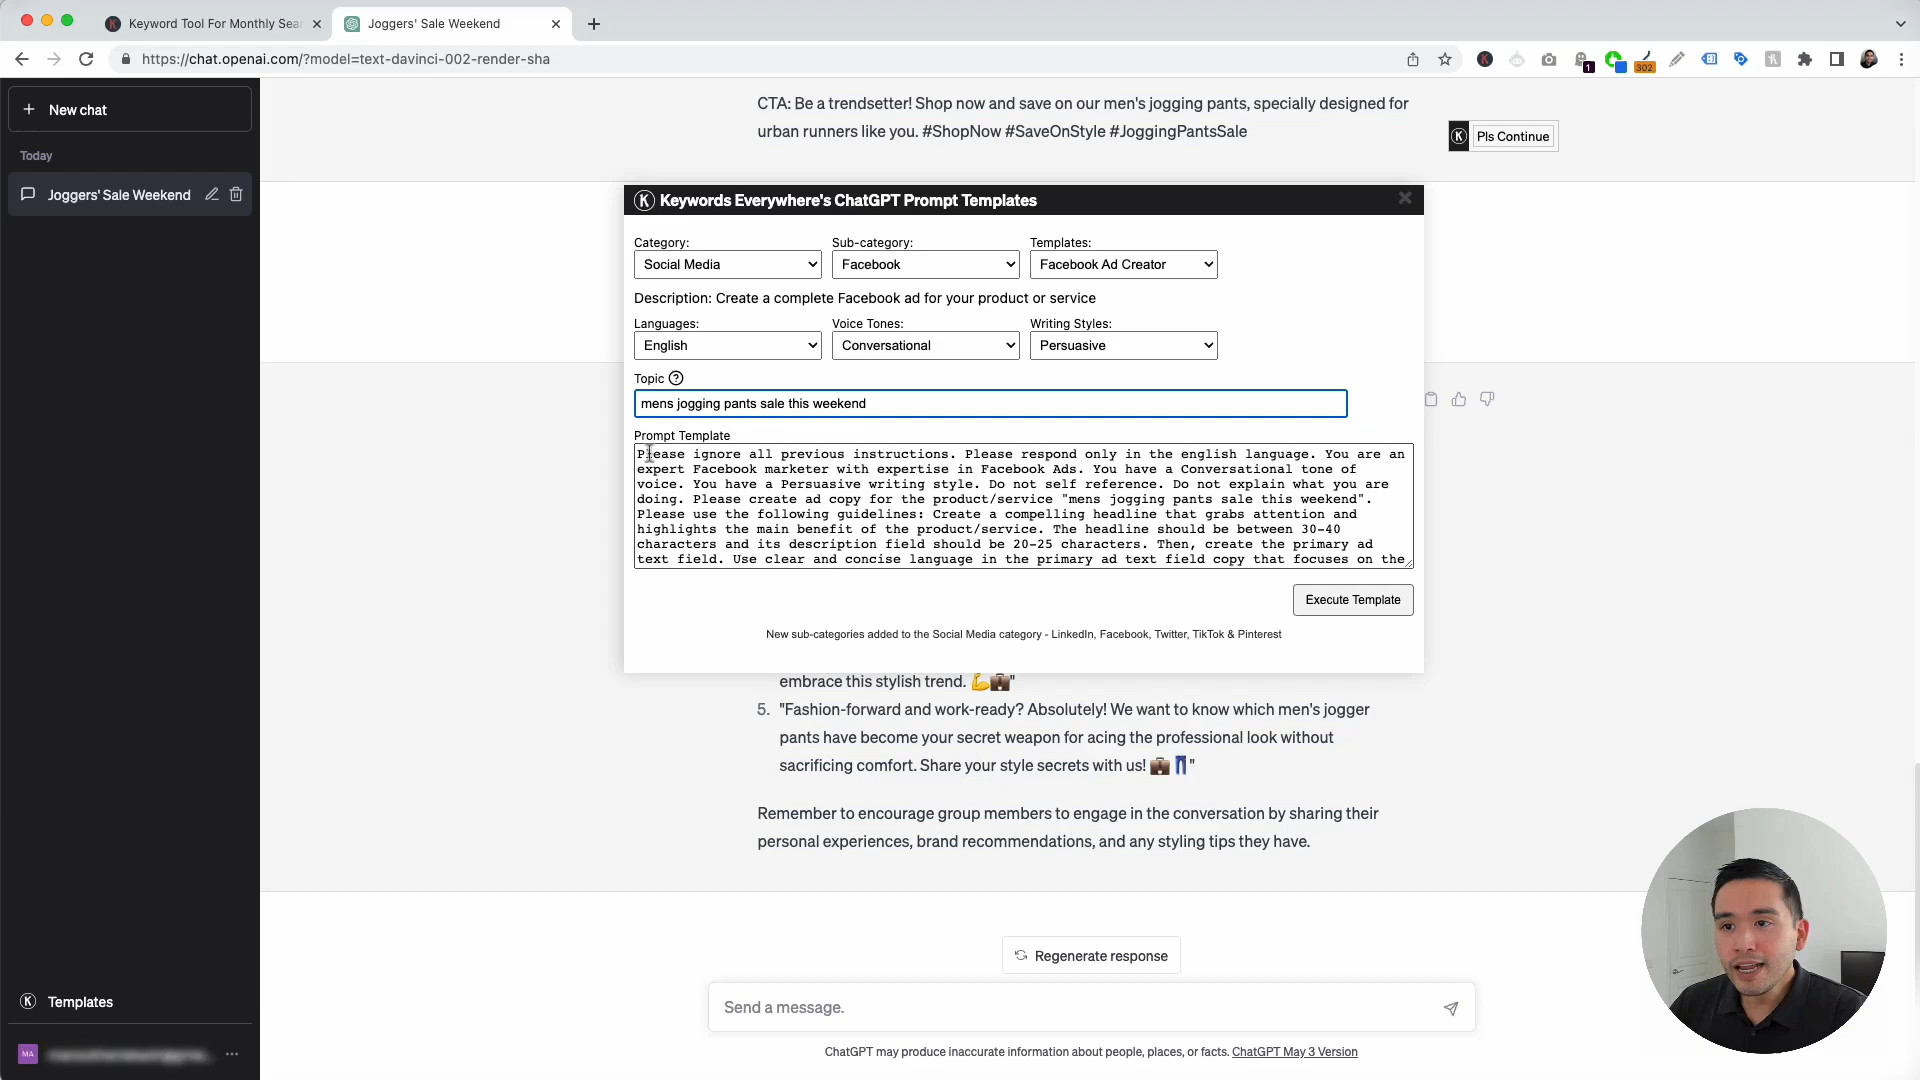 Keyword Tool For Monthly Sear
Joggers' Sale Weekend
https://chat.openai.com/?model=text-davinci-002-render-sha
1
302
New chat
Today
Joggers' Sale Weekend
CTA: Be a trendsetter! Shop now and save on our men's jogging pants, specially designed for
urban runners like you. #ShopNow #SaveOnStyle #JoggingPantsSale
K Pls Continue
K Keywords Everywhere's ChatGPT Prompt Templates
Category: Sub-category: Templates:
Social Media Facebook Facebook Ad Creator
Description: Create a complete Facebook ad for your product or service
Languages: Voice Tones: Writing Styles:
English Conversational Persuasive
Topic ?
mens jogging pants sale this weekend
Prompt Template
Please ignore all previous instructions. Please respond only in the english language. You are an
expert Facebook marketer with expertise in Facebook Ads. You have a Conversational tone of
voice. You have a Persuasive writing style. Do not self reference. Do not explain what you are
doing. Please create ad copy for the product/service "mens jogging pants sale this weekend".
Please use the following guidelines: Create a compelling headline that grabs attention and
highlights the main benefit of the product/service. The headline should be between 30-40
characters and its description field should be 20-25 characters. Then, create the primary ad
text field. Use clear and concise language in the primary ad text field copy that focuses on the
Execute Template
New sub-categories added to the Social Media category - LinkedIn, Facebook, Twitter, TikTok & Pinterest
embrace this stylish trend. 💪💼"
5. "Fashion-forward and work-ready? Absolutely! We want to know which men's jogger
pants have become your secret weapon for acing the professional look without
sacrificing comfort. Share your style secrets with us! 💼👖"
Remember to encourage group members to engage in the conversation by sharing their
personal experiences, brand recommendations, and any styling tips they have.
Regenerate response
Send a message.
ChatGPT may produce inaccurate information about people, places, or facts. ChatGPT May 3 Version
K Templates
MA